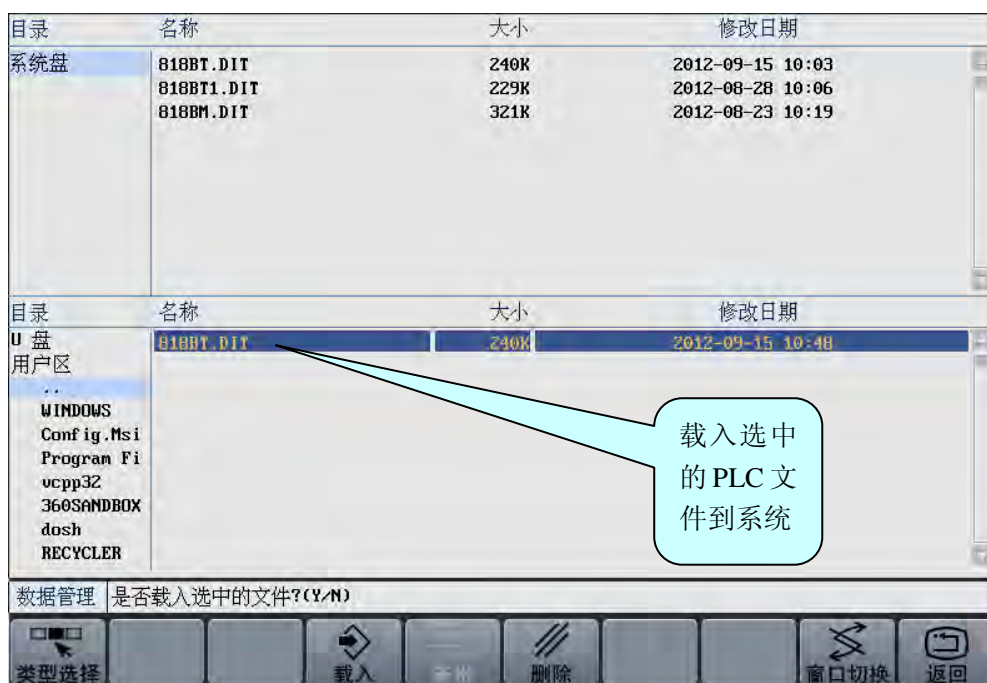 目录 名称 大小 修改日期
系统盘 818BT.DIT 240K 2012-09-15 10:03
818BT1.DIT 229K 2012-08-28 10:06
818BM.DIT 321K 2012-08-23 10:19
目录 名称 大小 修改日期
U 盘 818BT.DIT 240K 2012-09-15 10:48
用户区
..
WINDOWS
Config.Msi
Program Fi
vcpp32
360SANDBOX
dosh
RECYCLER
载入选中
的 PLC 文
件到系统
数据管理 是否载入选中的文件?(Y/N)
类型选择 载入 删除 窗口切换 返回